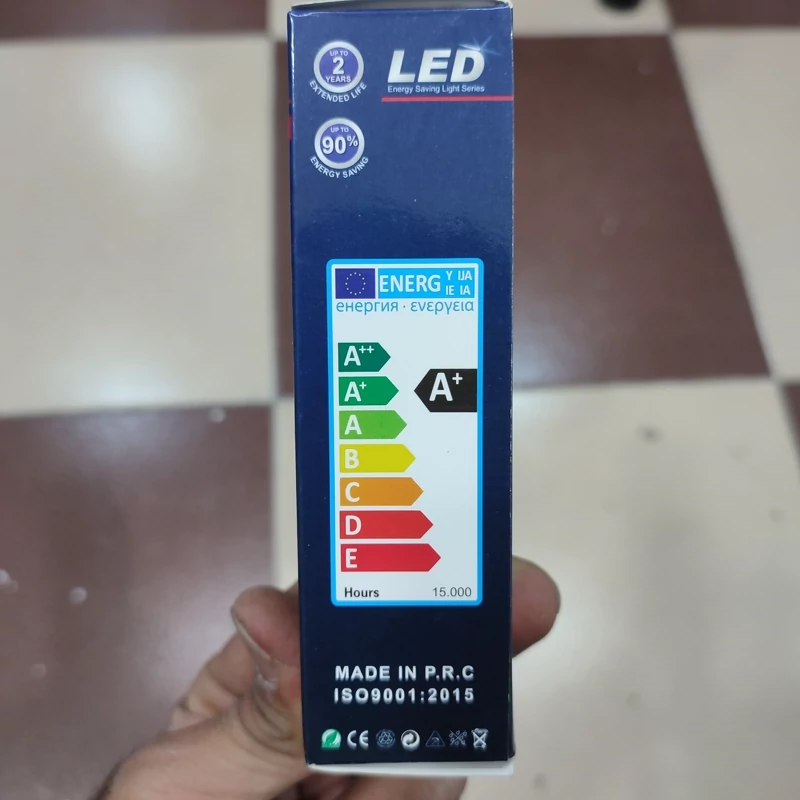 UP TO
2
YEARS
EXTENDED LIFE
LED
Energy Saving Light Series
UP TO
90%
ENERGY SAVING
ENERG Y IJA
IE IA
енергия · ενεργεια
A++
A+
A+
A
B
C
D
E
Hours 15.000
MADE IN P.R.C
ISO9001:2015
CE